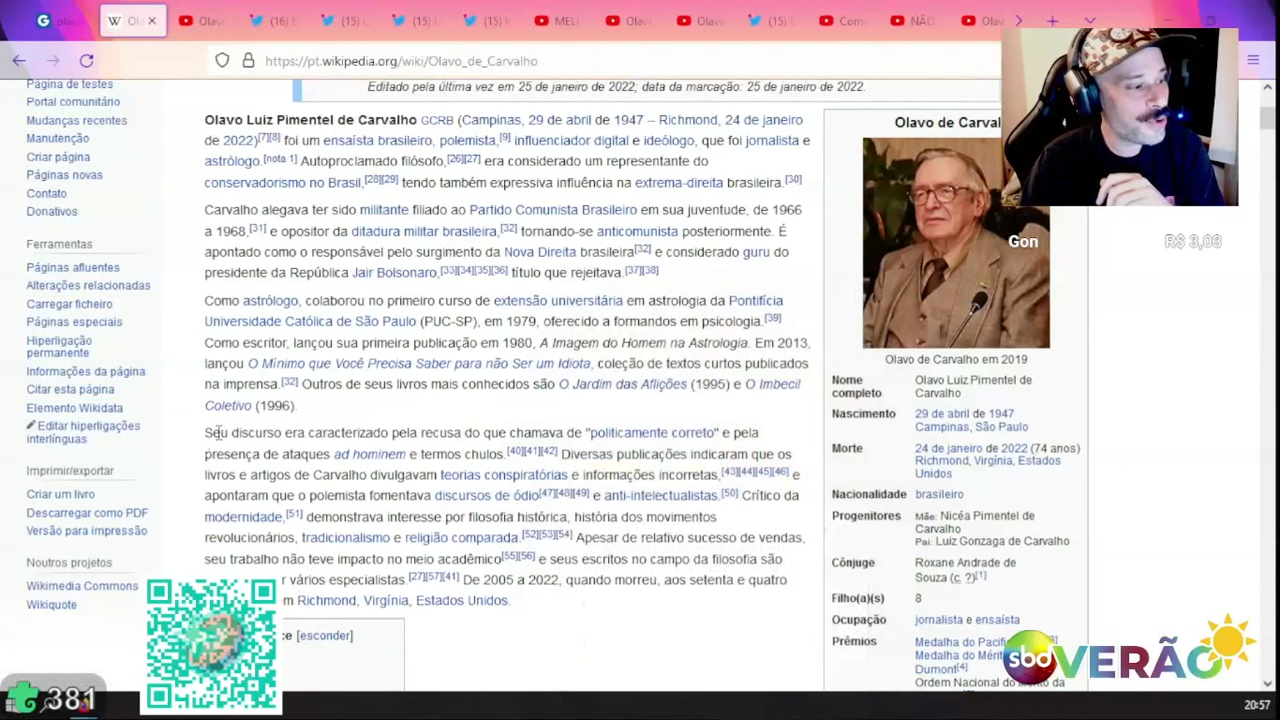 Ola
Olav
(16) E
(15) C
(15) C
(15) I
MEL
Olavo
Olavo
(15) E
Com
NÃO
Olav
https://pt.wikipedia.org/wiki/Olavo_de_Carvalho
Página de testes
Portal comunitário
Mudanças recentes
Manutenção
Criar página
Páginas novas
Contato
Donativos
Ferramentas
Páginas afluentes
Alterações relacionadas
Carregar ficheiro
Páginas especiais
Hiperligação
permanente
Informações da página
Citar esta página
Elemento Wikidata
Editar hiperligações
interlínguas
Imprimir/exportar
Criar um livro
Descarregar como PDF
Versão para impressão
Noutros projetos
Wikimedia Commons
Wikiquote
Editado pela última vez em 25 de janeiro de 2022; data da marcação: 25 de janeiro de 2022.
Olavo Luiz Pimentel de Carvalho GCRB (Campinas, 29 de abril de 1947 – Richmond, 24 de janeiro
de 2022)[7][8] foi um ensaísta brasileiro, polemista,[9] influenciador digital e ideólogo, que foi jornalista e
astrólogo.[nota 1] Autoproclamado filósofo,[26][27] era considerado um representante do
conservadorismo no Brasil,[28][29] tendo também expressiva influência na extrema-direita brasileira.[30]
Carvalho alegava ter sido militante filiado ao Partido Comunista Brasileiro em sua juventude, de 1966
a 1968,[31] e opositor da ditadura militar brasileira,[32] tornando-se anticomunista posteriormente. É
apontado como o responsável pelo surgimento da Nova Direita brasileira[32] e considerado guru do
presidente da República Jair Bolsonaro,[33][34][35][36] título que rejeitava.[37][38]
Como astrólogo, colaborou no primeiro curso de extensão universitária em astrologia da Pontifícia
Universidade Católica de São Paulo (PUC-SP), em 1979, oferecido a formandos em psicologia.[39]
Como escritor, lançou sua primeira publicação em 1980, A Imagem do Homem na Astrologia. Em 2013,
lançou O Mínimo que Você Precisa Saber para não Ser um Idiota, coleção de textos curtos publicados
na imprensa.[32] Outros de seus livros mais conhecidos são O Jardim das Aflições (1995) e O Imbecil
Coletivo (1996).
Seu discurso era caracterizado pela recusa do que chamava de "politicamente correto" e pela
presença de ataques ad hominem e termos chulos.[40][41][42] Diversas publicações indicaram que os
livros e artigos de Carvalho divulgavam teorias conspiratórias e informações incorretas,[43][44][45][46] e
apontaram que o polemista fomentava discursos de ódio[47][48][49] e anti-intelectualistas.[50] Crítico da
modernidade,[51] demonstrava interesse por filosofia histórica, história dos movimentos
revolucionários, tradicionalismo e religião comparada.[52][53][54] Apesar de relativo sucesso de vendas,
seu trabalho não teve impacto no meio acadêmico[55][56] e seus escritos no campo da filosofia são
r vários especialistas.[27][57][41] De 2005 a 2022, quando morreu, aos setenta e quatro
m Richmond, Virgínia, Estados Unidos.
ce [esconder]
Olavo de Carval
Gon
R$ 3,03
Olavo de Carvalho em 2019
Nome completo Olavo Luiz Pimentel de Carvalho
Nascimento 29 de abril de 1947
Campinas, São Paulo
Morte 24 de janeiro de 2022 (74 anos)
Richmond, Virgínia, Estados
Unidos
Nacionalidade brasileiro
Progenitores Mãe: Nicéa Pimentel de
Carvalho
Pai: Luiz Gonzaga de Carvalho
Cônjuge Roxane Andrade de
Souza (c. ?)[1]
Filho(a)(s) 8
Ocupação jornalista e ensaísta
Prêmios Medalha do Pacifi
Medalha do Mérit
Dumont[4]
Ordem Nacional do
sbd VERÃO
381
20:57